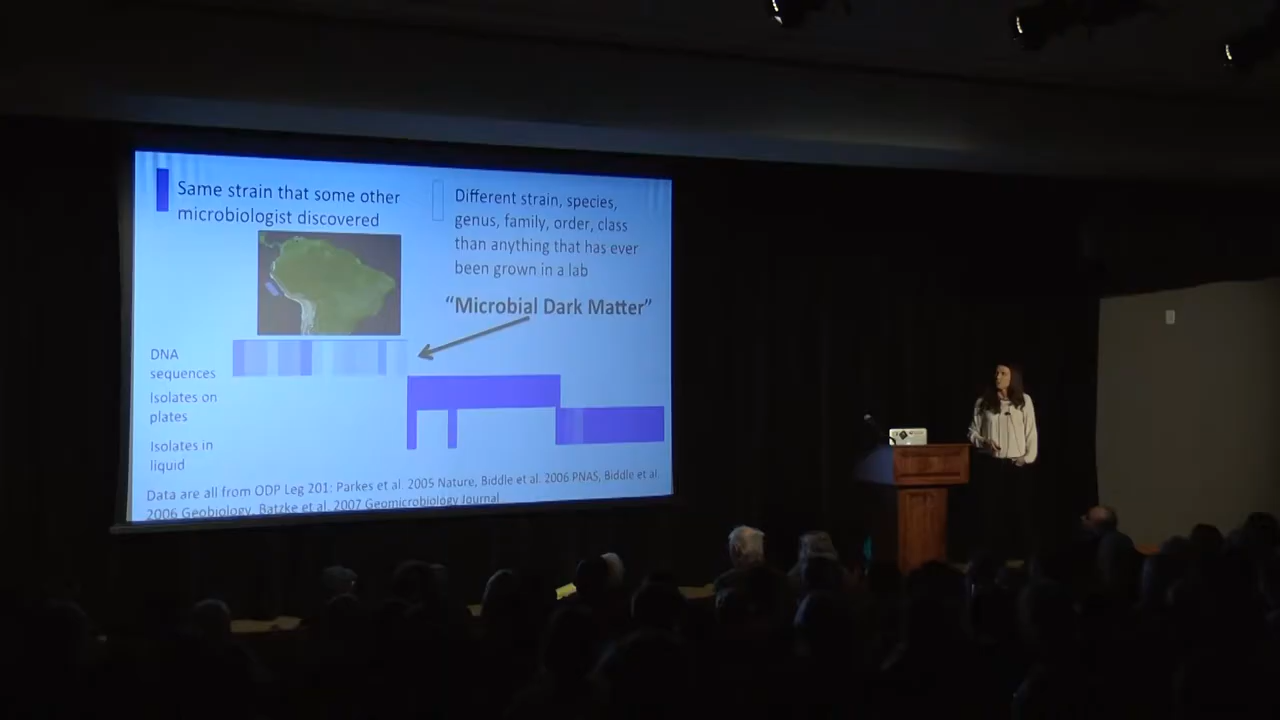 Same strain that some other
microbiologist discovered
Different strain, species,
genus, family, order, class
than anything that has ever
been grown in a lab
"Microbial Dark Matter"
DNA
sequences
Isolates on
plates
Isolates in
liquid
Data are all from ODP Leg 201: Parkes et al. 2005 Nature, Biddle et al. 2006 PNAS, Biddle et al.
2006 Geobiology, Batzke et al. 2007 Geomicrobiology Journal